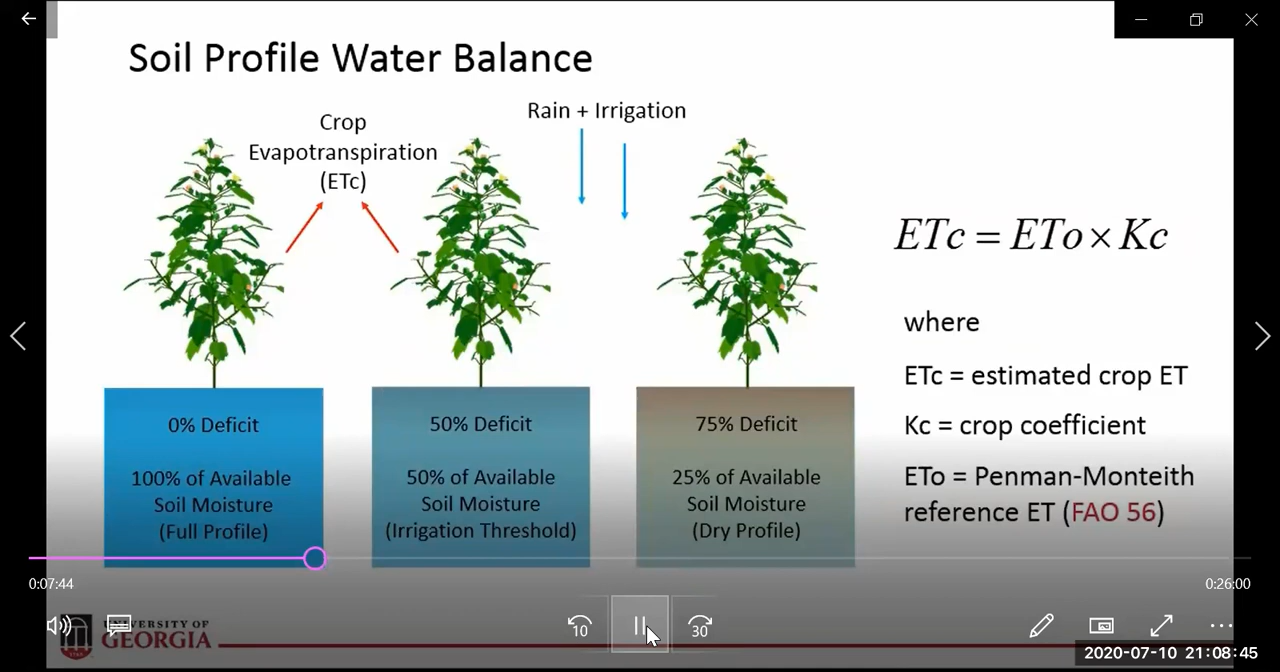 Soil Profile Water Balance
Crop
Evapotranspiration
(ETc)
Rain + Irrigation
ETc = ETo × Kc
where
ETc = estimated crop ET
Kc = crop coefficient
ETo = Penman-Monteith
reference ET (FAO 56)
0% Deficit
100% of Available
Soil Moisture
(Full Profile)
50% Deficit
50% of Available
Soil Moisture
(Irrigation Threshold)
75% Deficit
25% of Available
Soil Moisture
(Dry Profile)
0:07:44
0:26:00
UNIVERSITY OF
GEORGIA
10
30
2020-07-10 21:08:45